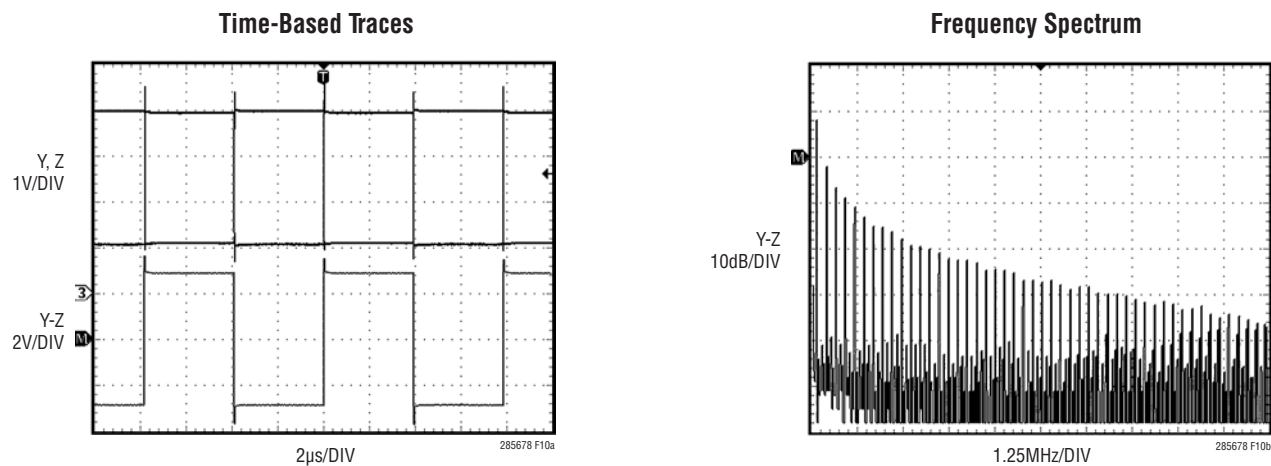 Time-Based Traces
T
Y, Z
1V/DIV
3
Y-Z
2V/DIV
M
2µs/DIV
285678 F10a
Frequency Spectrum
M
Y-Z
10dB/DIV
1.25MHz/DIV
285678 F10b